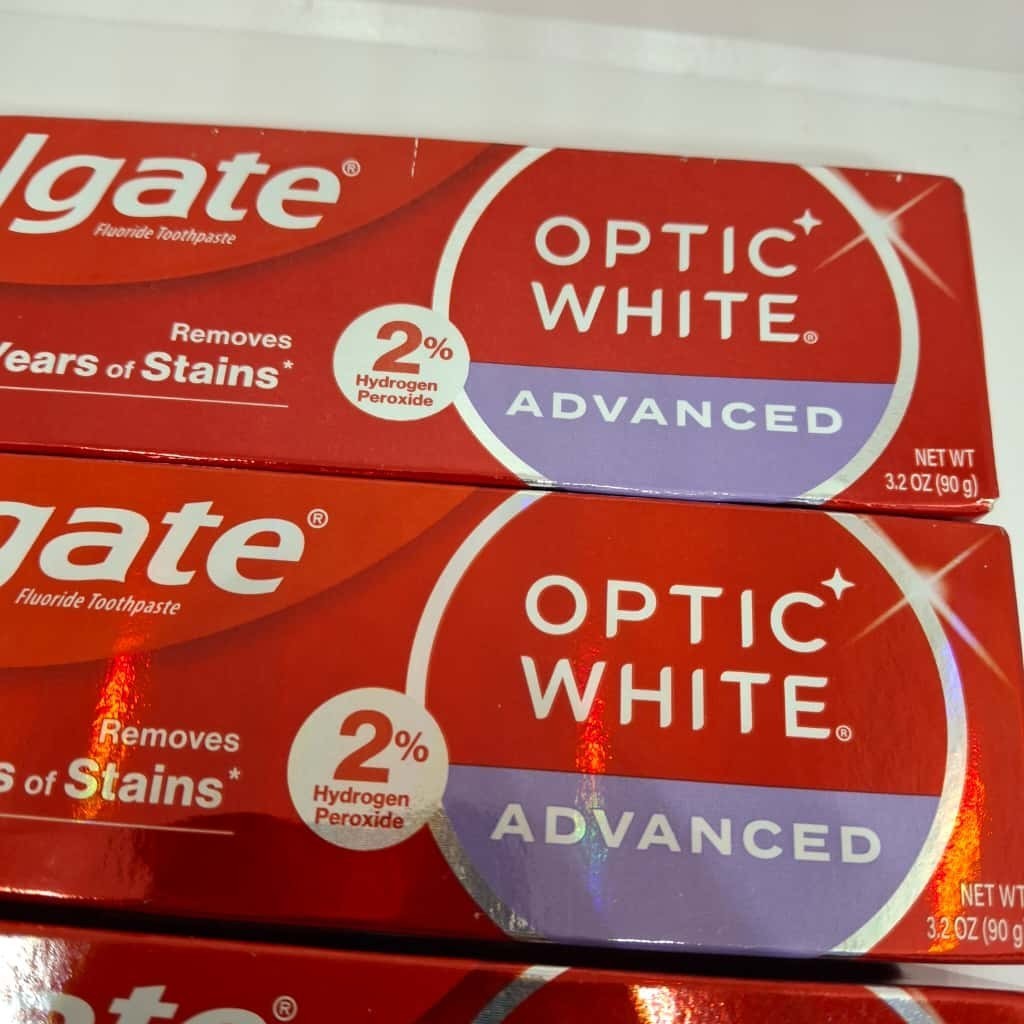 lgate®
Fluoride Toothpaste
Removes
Years of Stains*
2%
Hydrogen
Peroxide
OPTIC
WHITE®
ADVANCED
NET WT
3.2 OZ (90 g)
gate®
Fluoride Toothpaste
Removes
s of Stains*
2%
Hydrogen
Peroxide
OPTIC
WHITE®
ADVANCED
NET WT
3.2 OZ (90 g
ate®